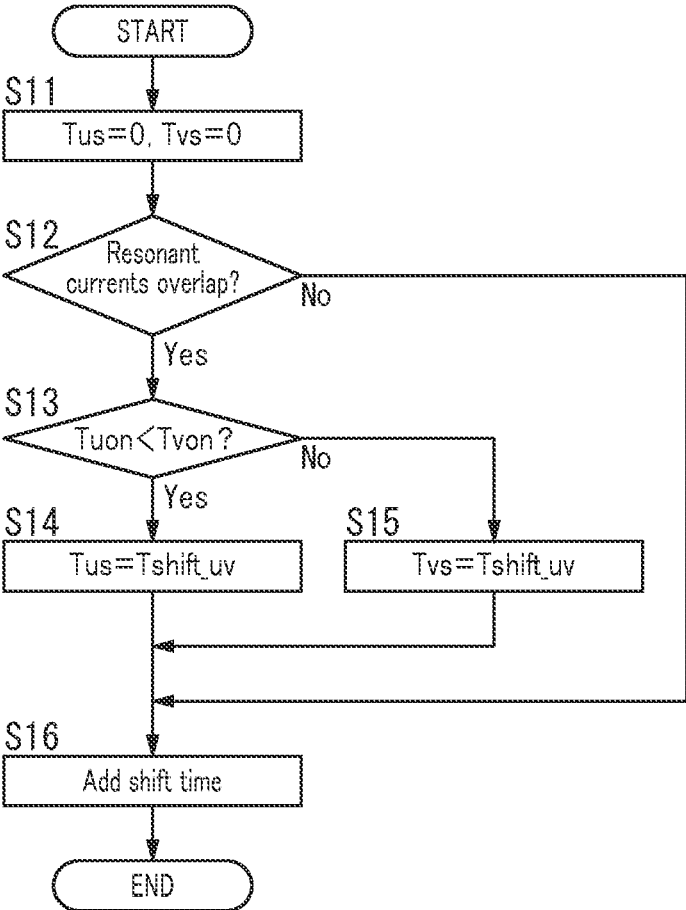 START
S11
Tus=0, Tvs=0
S12
Resonant
currents overlap?
No
Yes
S13
Tuon<Tvon?
No
Yes
S14
Tus=Tshift_uv
S15
Tvs=Tshift_uv
S16
Add shift time
END